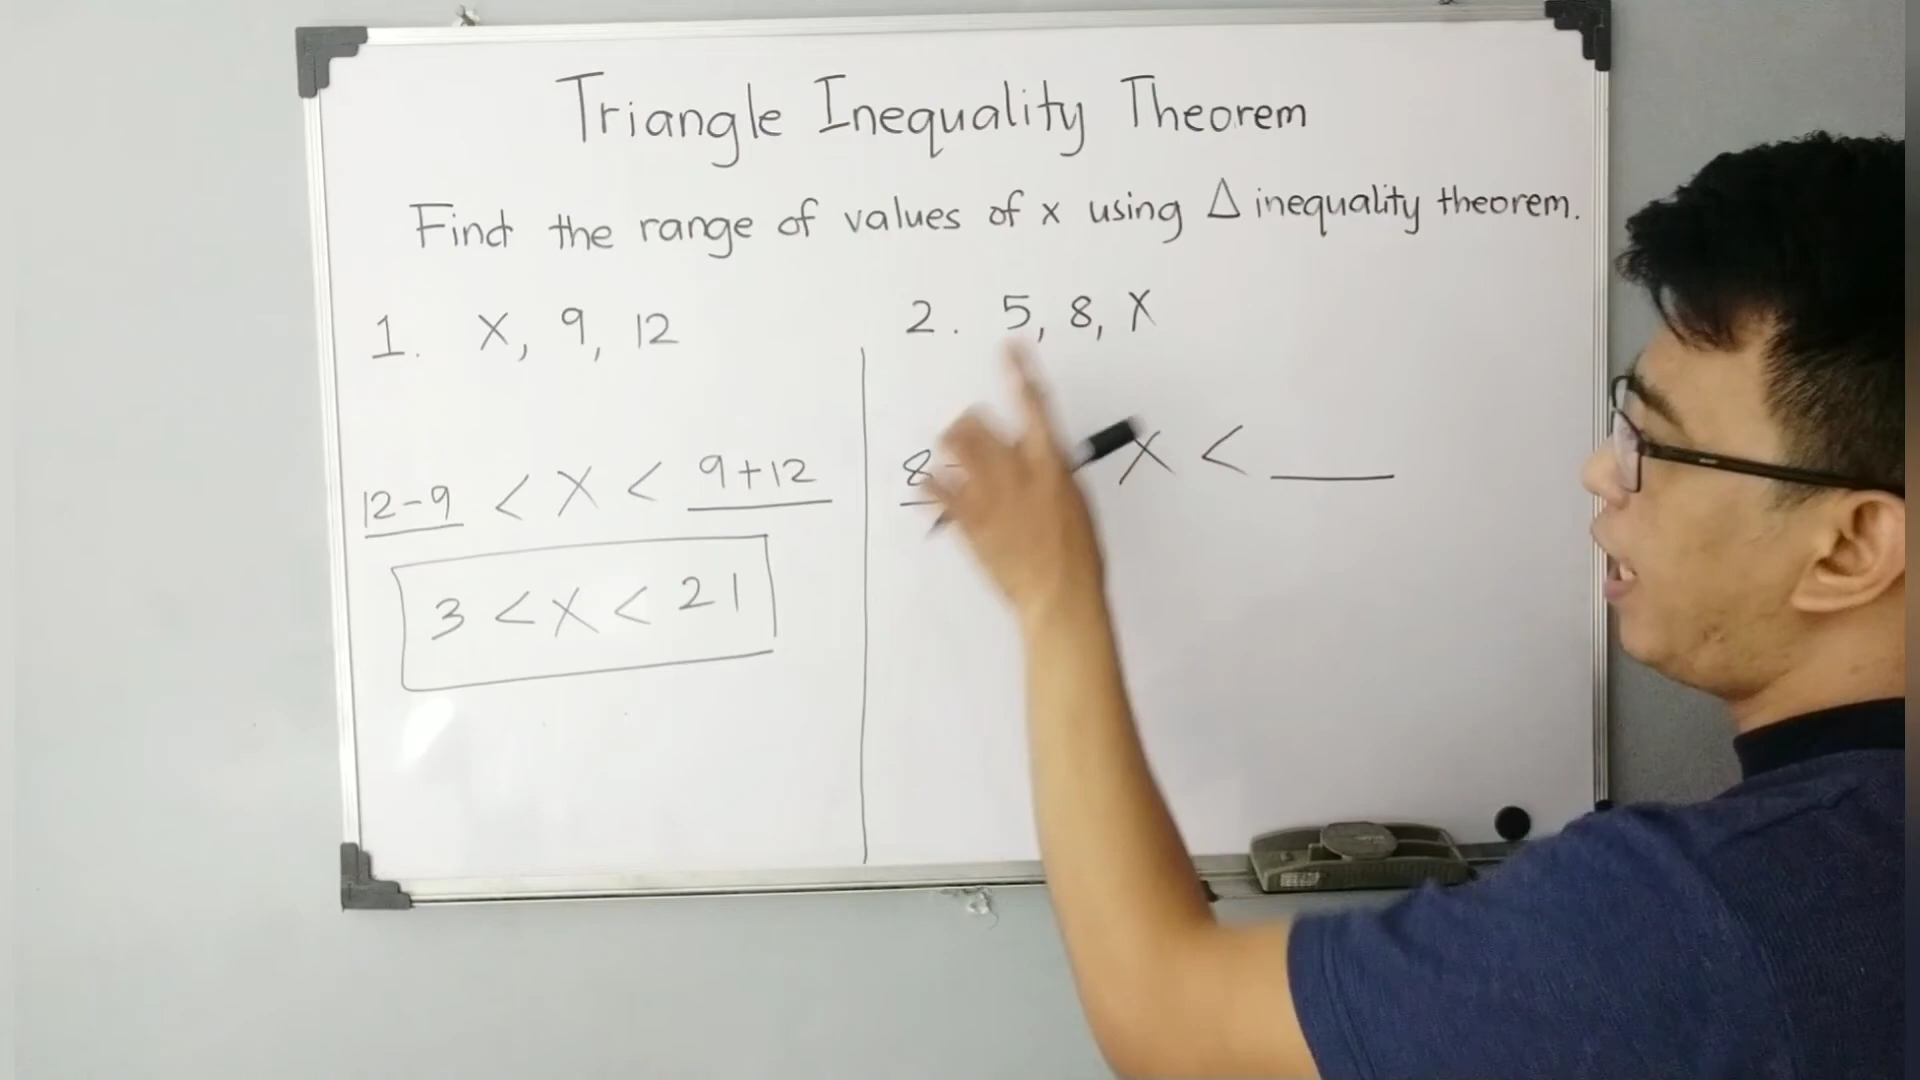 Triangle Inequality Theorem
Find the range of values of x using Δ inequality theorem.
1. X, 9, 12
12-9 < X < 9+12
3 < X < 21
2. 5, 8, X
8- X < ___